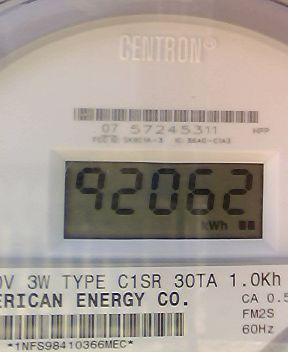 CENTRON®
07 57245311
HPP
92062
kWh
0V 3W TYPE C1SR 30TA 1.0Kh
ERICAN ENERGY CO.
CA 0.5
FM2S
60Hz
*1NFS98410366MEC*